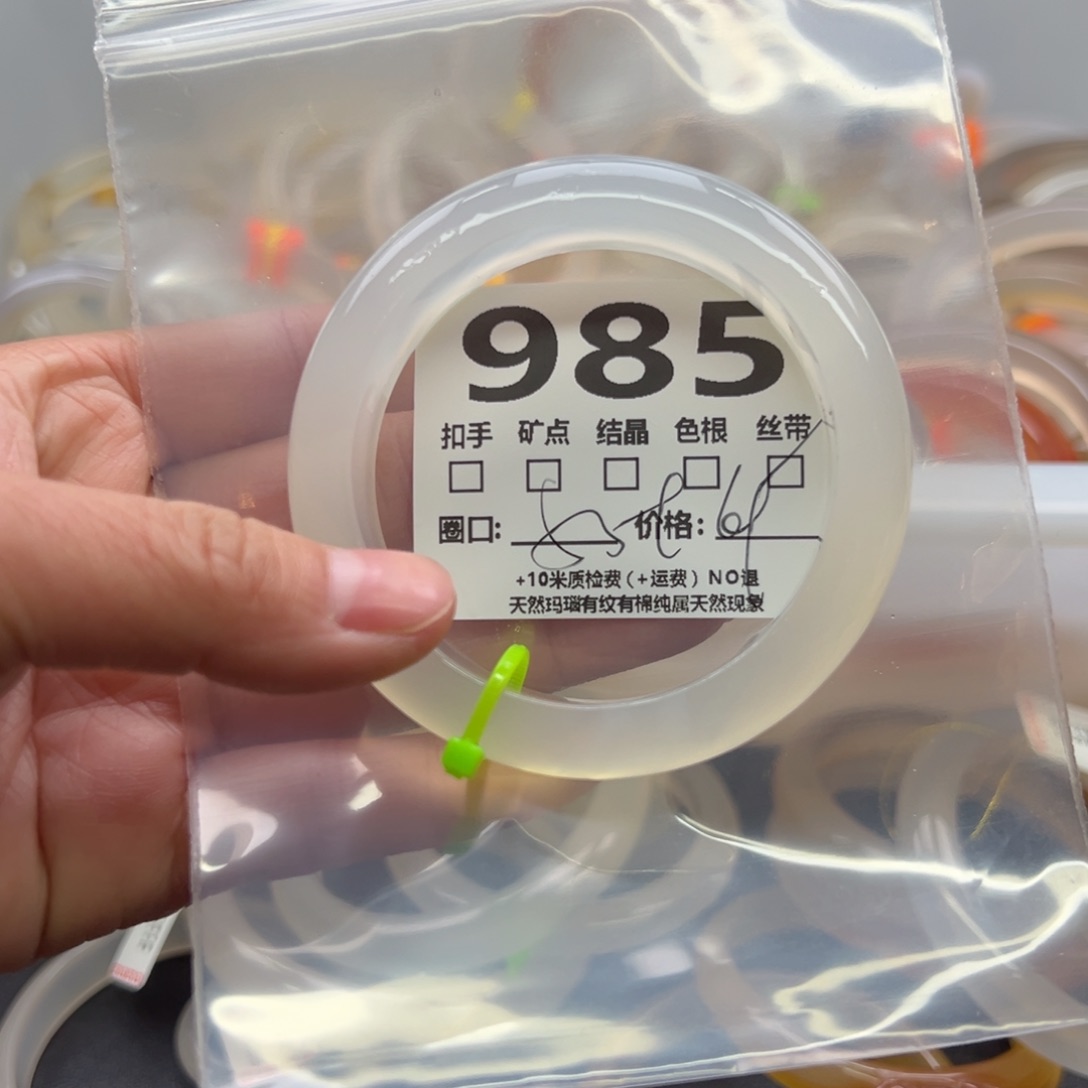 985
扣手 矿点 结晶 色根 丝带
□ □ □ □ □
圈口: 价格:
+10米质检费(+运费) NO退
天然玛瑙有纹有棉纯属天然现象